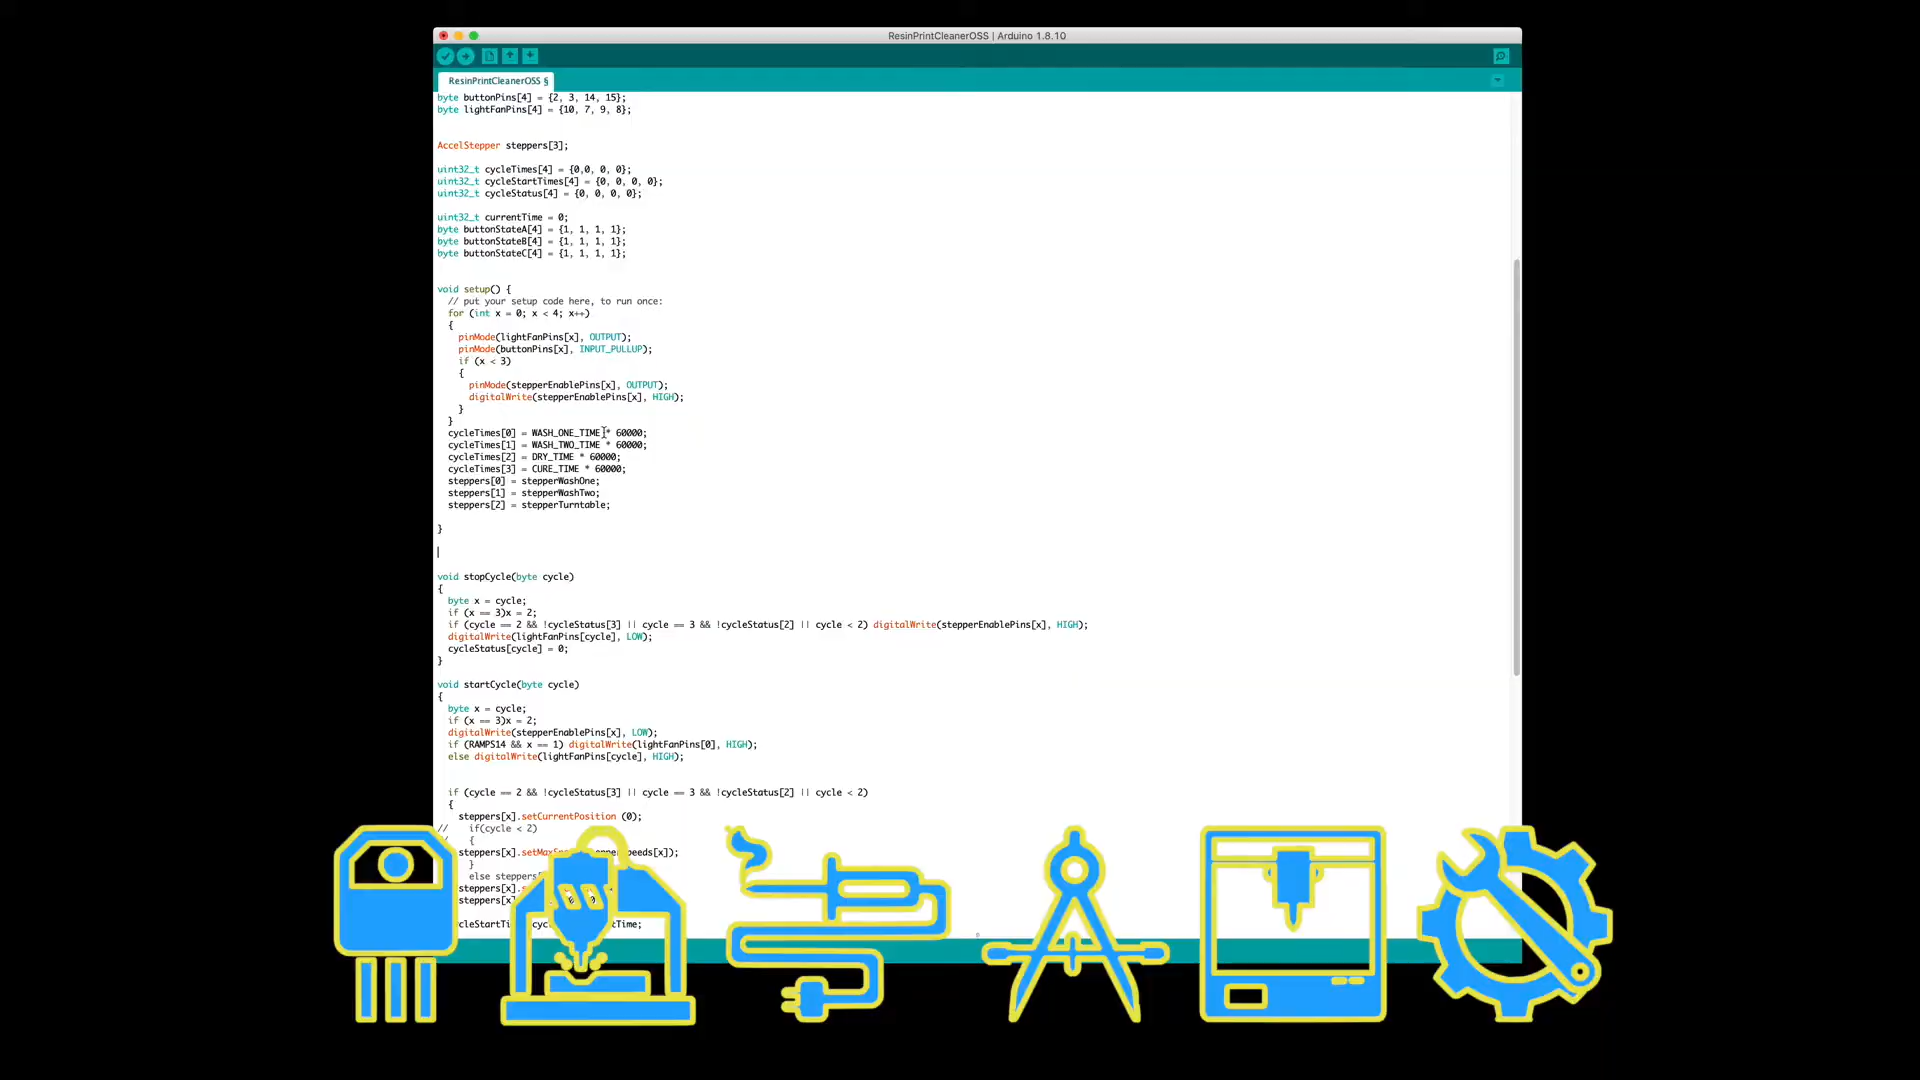 ResinPrintCleanerOSS | Arduino 1.8.10
ResinPrintCleanerOSS §
byte buttonPins[4] = {2, 3, 14, 15};
byte lightFanPins[4] = {10, 7, 9, 8};
AccelStepper steppers[3];
uint32_t cycleTimes[4] = {0,0, 0, 0};
uint32_t cycleStartTimes[4] = {0, 0, 0, 0};
uint32_t cycleStatus[4] = {0, 0, 0, 0};
uint32_t currentTime = 0;
byte buttonStateA[4] = {1, 1, 1, 1};
byte buttonStateB[4] = {1, 1, 1, 1};
byte buttonStateC[4] = {1, 1, 1, 1};
void setup() {
// put your setup code here, to run once:
for (int x = 0; x < 4; x++)
{
pinMode(lightFanPins[x], OUTPUT);
pinMode(buttonPins[x], INPUT_PULLUP);
if (x < 3)
{
pinMode(stepperEnablePins[x], OUTPUT);
digitalWrite(stepperEnablePins[x], HIGH);
}
}
cycleTimes[0] = WASH_ONE_TIME * 60000;
cycleTimes[1] = WASH_TWO_TIME * 60000;
cycleTimes[2] = DRY_TIME * 60000;
cycleTimes[3] = CURE_TIME * 60000;
steppers[0] = stepperWashOne;
steppers[1] = stepperWashTwo;
steppers[2] = stepperTurntable;
}
void stopCycle(byte cycle)
{
byte x = cycle;
if (x == 3)x = 2;
if (cycle == 2 && !cycleStatus[3] || cycle == 3 && !cycleStatus[2] || cycle < 2) digitalWrite(stepperEnablePins[x], HIGH);
digitalWrite(lightFanPins[cycle], LOW);
cycleStatus[cycle] = 0;
}
void startCycle(byte cycle)
{
byte x = cycle;
if (x == 3)x = 2;
digitalWrite(stepperEnablePins[x], LOW);
if (RAMPS14 && x == 1) digitalWrite(lightFanPins[0], HIGH);
else digitalWrite(lightFanPins[cycle], HIGH);
if (cycle == 2 && !cycleStatus[3] || cycle == 3 && !cycleStatus[2] || cycle < 2)
{
steppers[x].setCurrentPosition (0);
// if(cycle < 2)
{
steppers[x].
}
else steppers
steppers[x].
steppers[x].